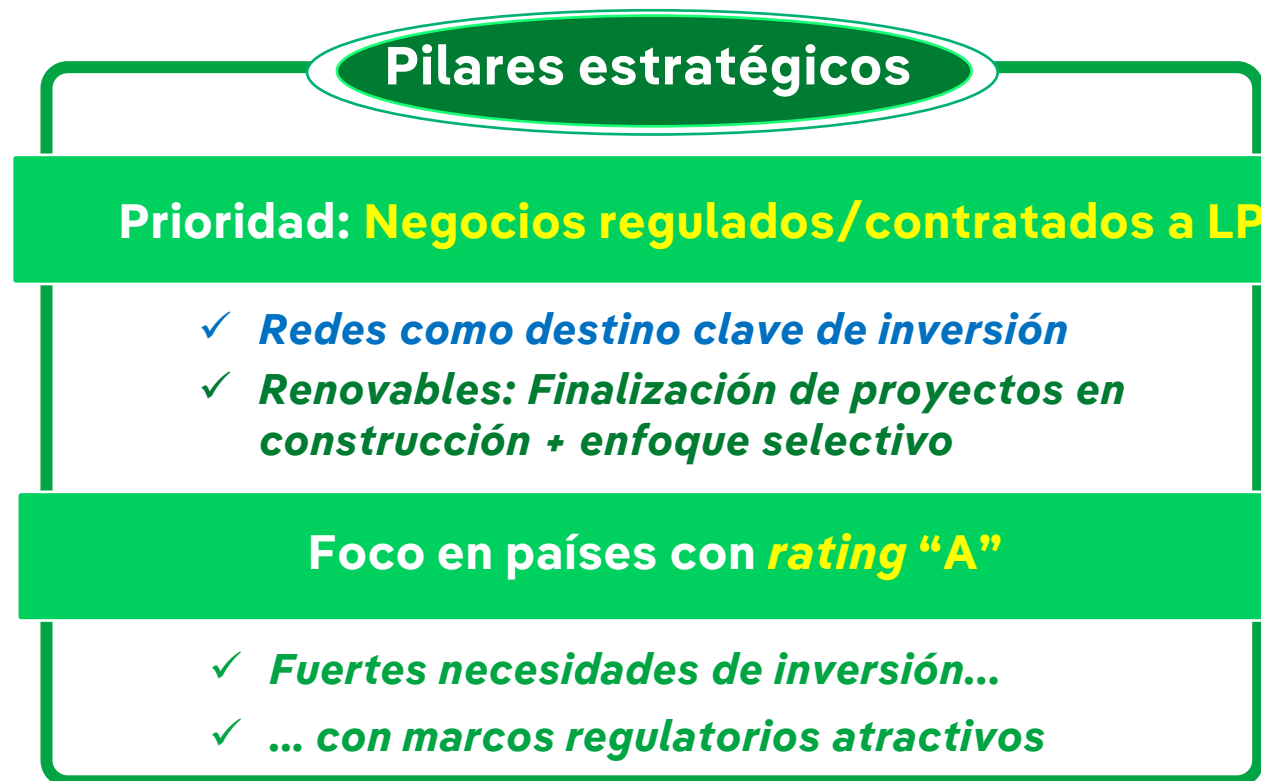 Pilares estratégicos
Prioridad: Negocios regulados/contratados a LP
✓ Redes como destino clave de inversión
✓ Renovables: Finalización de proyectos en
construcción + enfoque selectivo
Foco en países con rating “A”
✓ Fuertes necesidades de inversión...
✓ ... con marcos regulatorios atractivos